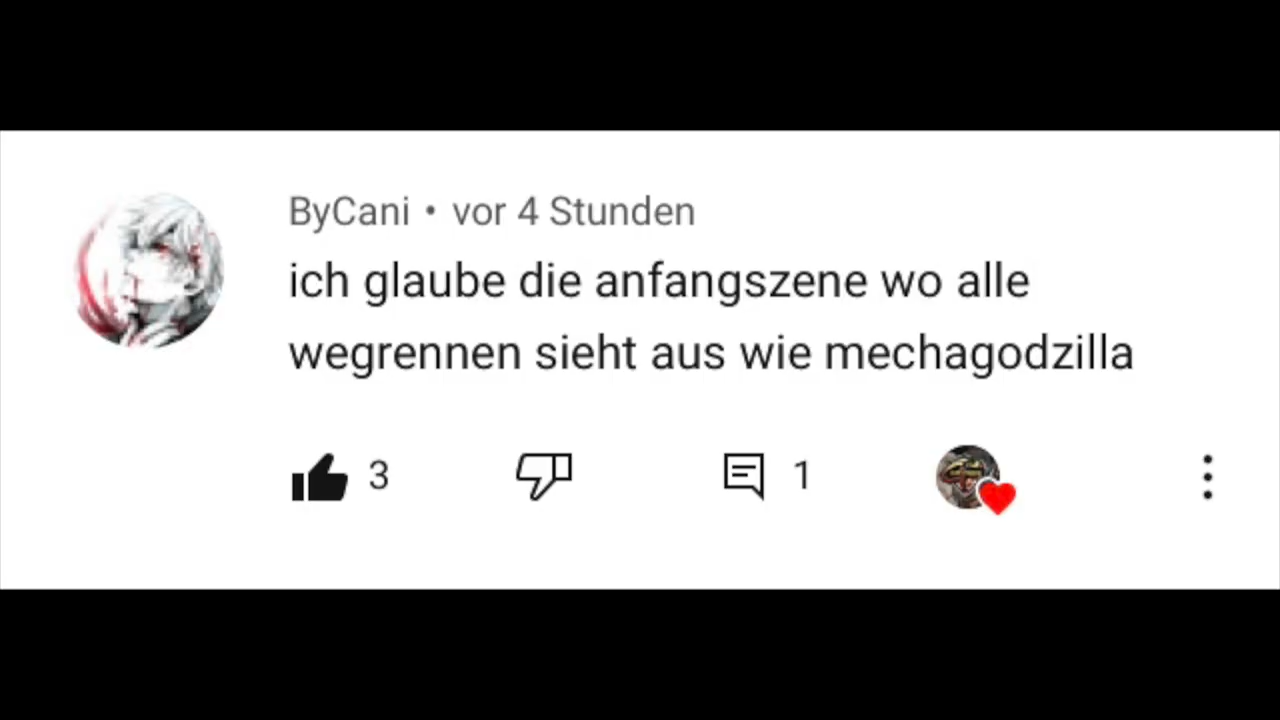 ByCani • vor 4 Stunden
ich glaube die anfangszene wo alle
wegrennen sieht aus wie mechagodzilla
3 1